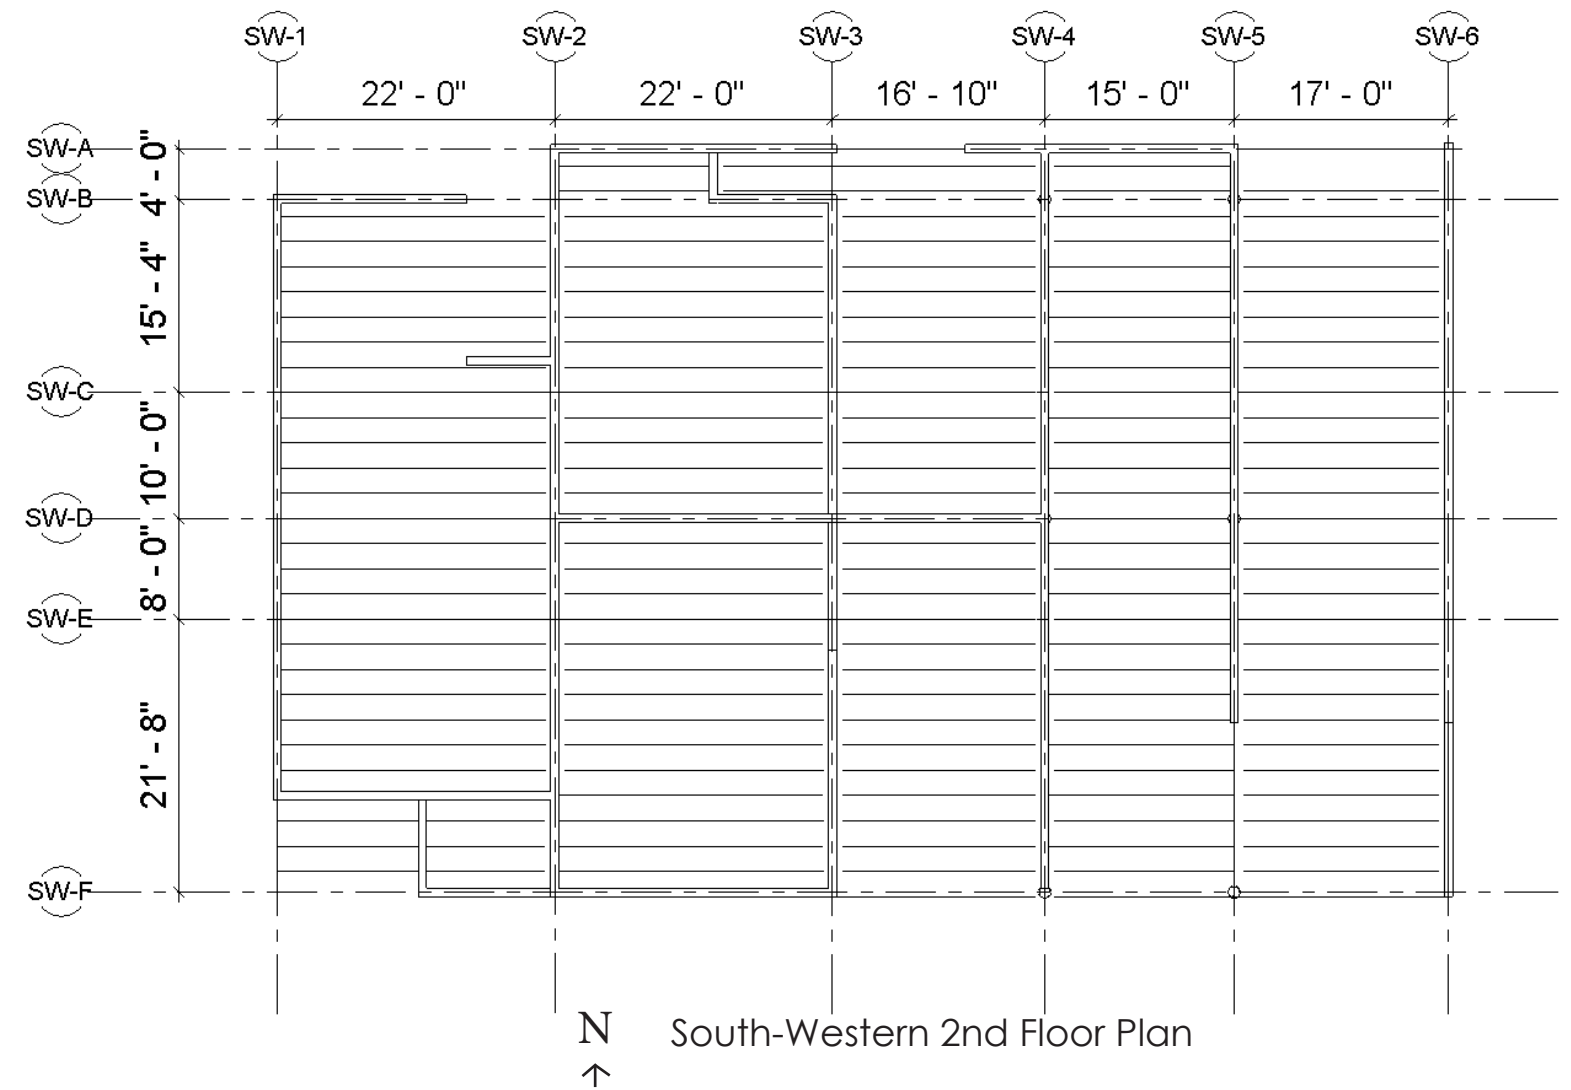 SW-1 SW-2 SW-3 SW-4 SW-5 SW-6
22' - 0" 22' - 0" 16' - 10" 15' - 0" 17' - 0"
SW-A
4' - 0"
SW-B
15' - 4"
SW-C
10' - 0"
SW-D
8' - 0"
SW-E
21' - 8"
SW-F
N South-Western 2nd Floor Plan